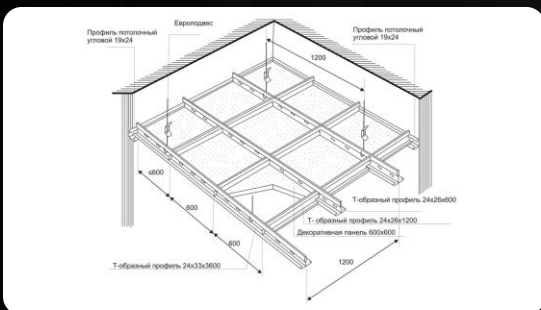 Профиль потолочный
угловой 19х24
Европодвес
Профиль потолочный
угловой 19х24
1200
≤600
600
600
Т-образный профиль 24х26х600
Т- образный профиль 24х26х1200
Декоративная панель 600х600
Т-образный профиль 24х33х3600
1200